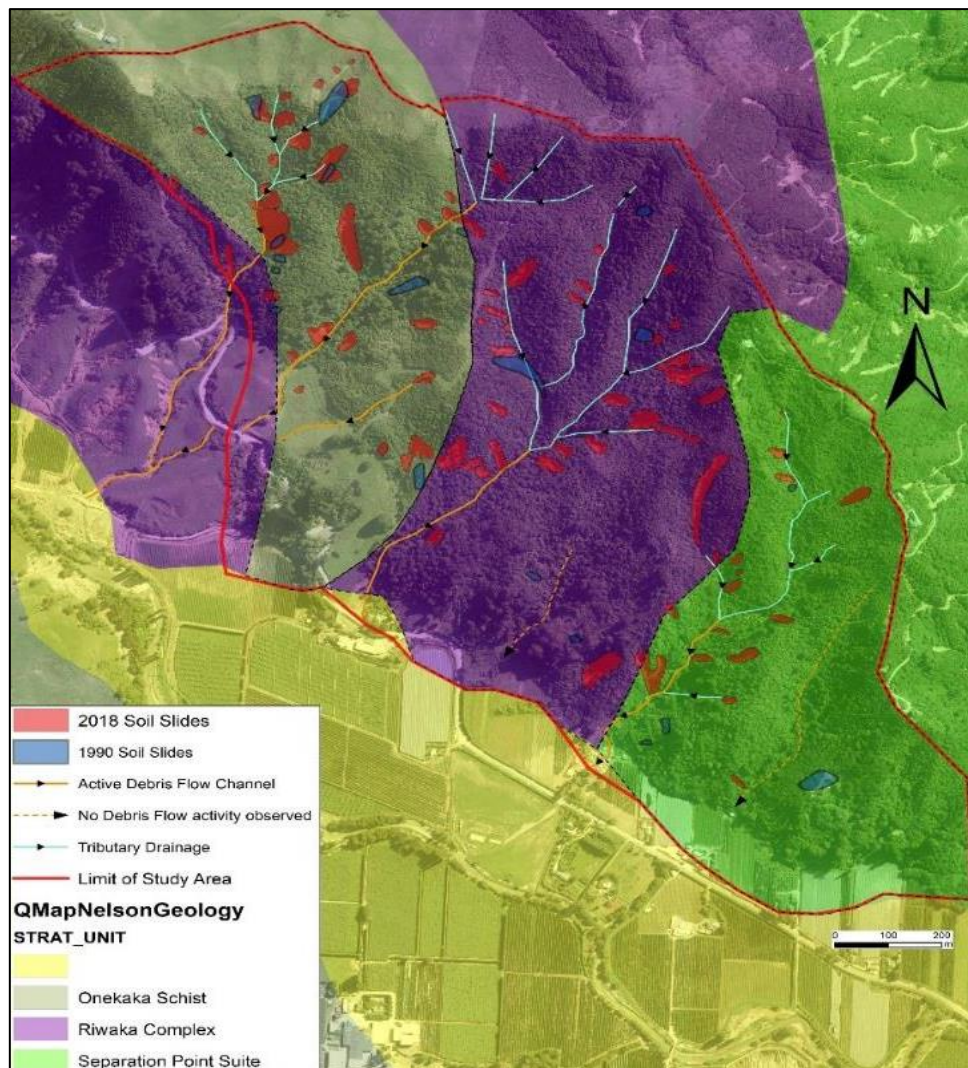 N
2018 Soil Slides
1990 Soil Slides
Active Debris Flow Channel
No Debris Flow activity observed
Tributary Drainage
Limit of Study Area
QMapNelsonGeology
STRAT_UNIT
Onekaka Schist
Riwaka Complex
Separation Point Suite
0 100 200
m